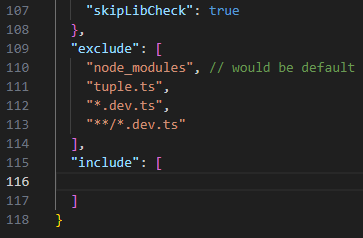 107 "skipLibCheck": true
108 },
109 "exclude": [
110 "node_modules", // would be default
111 "tuple.ts",
112 "*.dev.ts",
113 "**/*.dev.ts"
114 ],
115 "include": [
116
117 ]
118 }